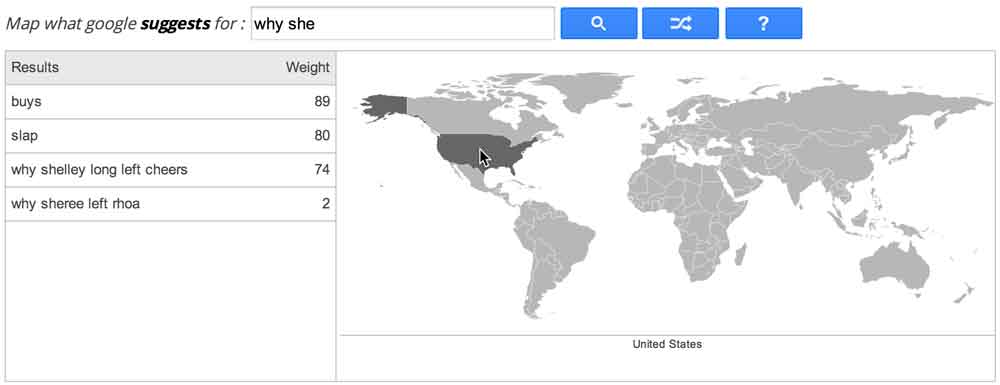 Map what google suggests for : why she ?
Results Weight
buys 89
slap 80
why shelley long left cheers 74
why sheree left rhoa 2
United States